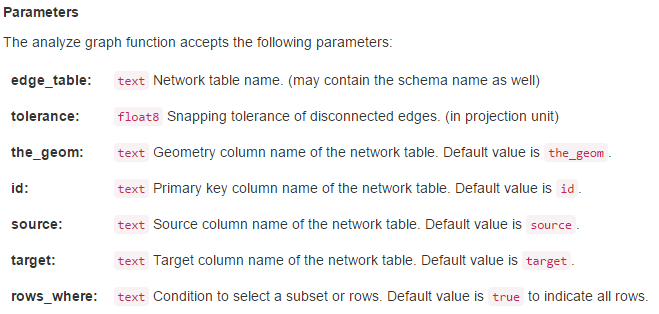 Parameters
The analyze graph function accepts the following parameters:
edge_table: text Network table name. (may contain the schema name as well)
tolerance: float8 Snapping tolerance of disconnected edges. (in projection unit)
the_geom: text Geometry column name of the network table. Default value is the_geom.
id: text Primary key column name of the network table. Default value is id.
source: text Source column name of the network table. Default value is source.
target: text Target column name of the network table. Default value is target.
rows_where: text Condition to select a subset or rows. Default value is true to indicate all rows.